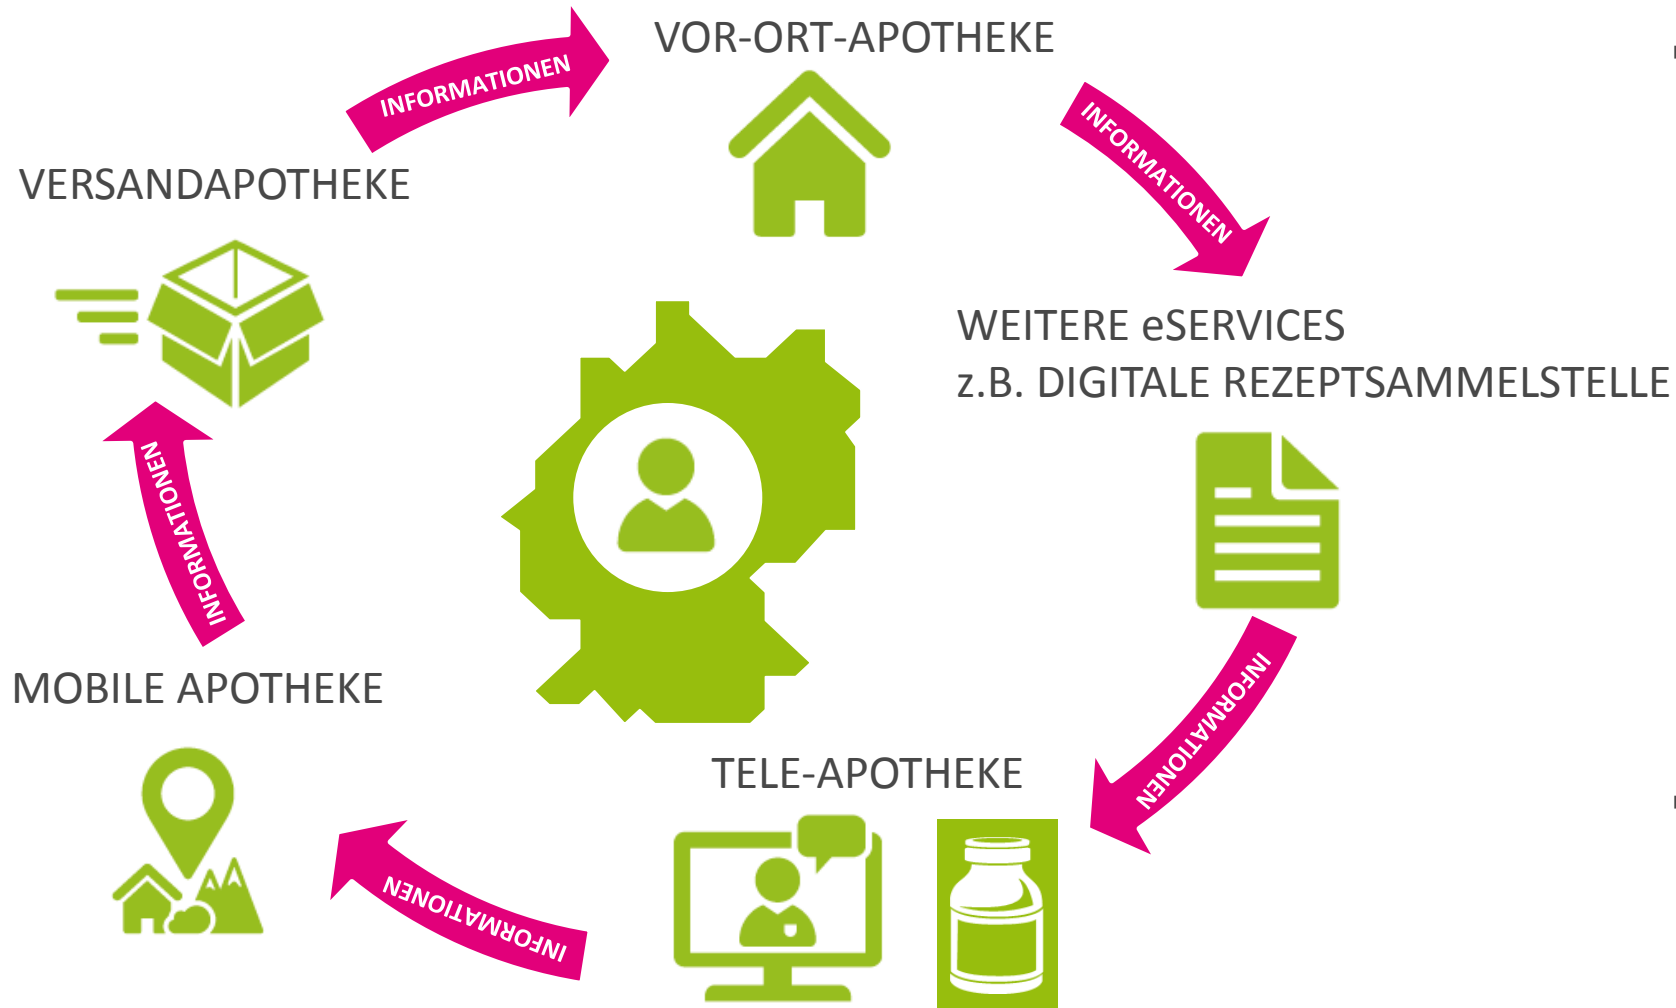 VOR-ORT-APOTHEKE
INFORMATIONEN
INFORMATIONEN
VERSANDAPOTHEKE
WEITERE eSERVICES
z.B. DIGITALE REZEPTSAMMELSTELLE
INFORMATIONEN
INFORMATIONEN
MOBILE APOTHEKE
TELE-APOTHEKE
INFORMATIONEN